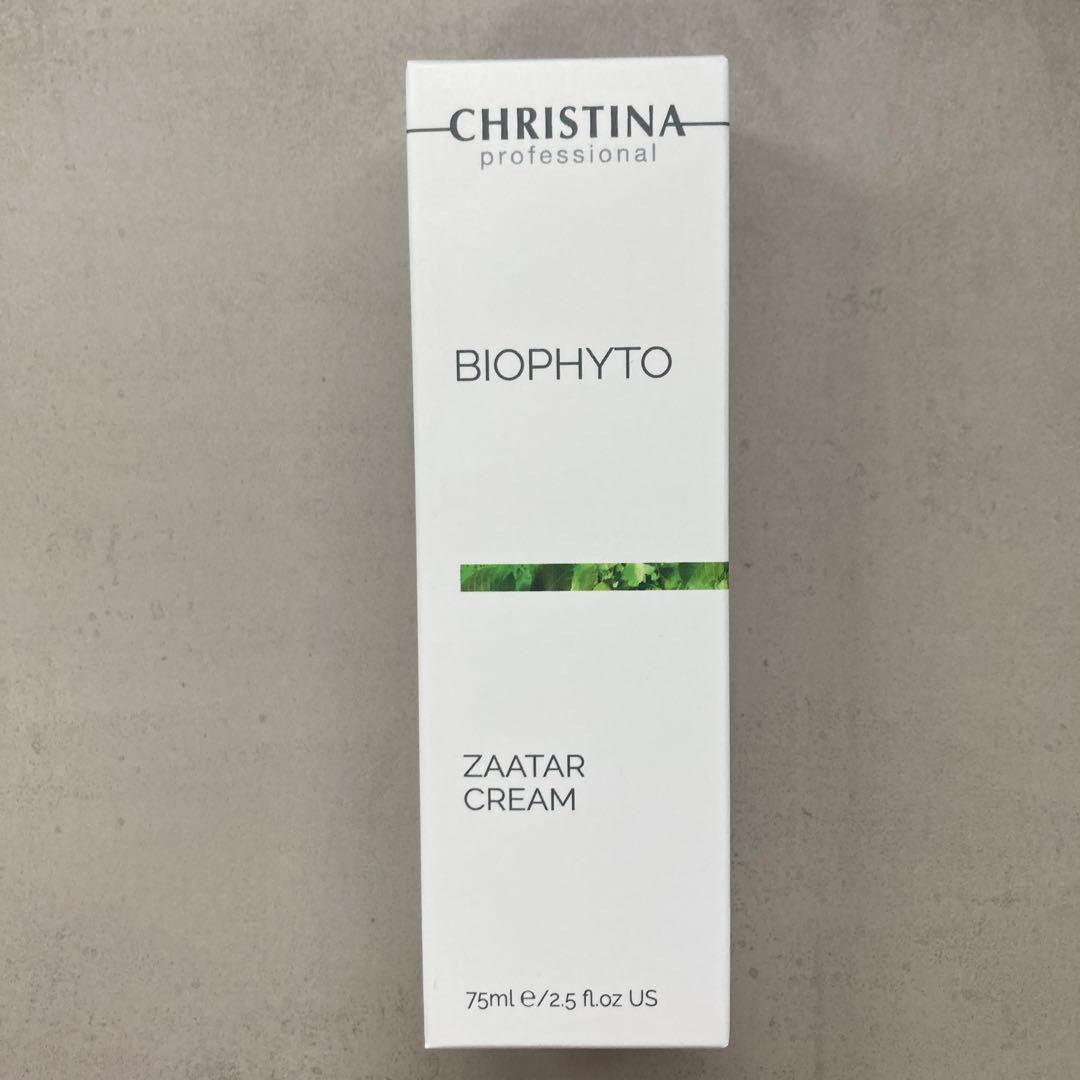 CHRISTINA
professional
BIOPHYTO
ZAATAR
CREAM
75ml ℮/2.5 fl.oz US